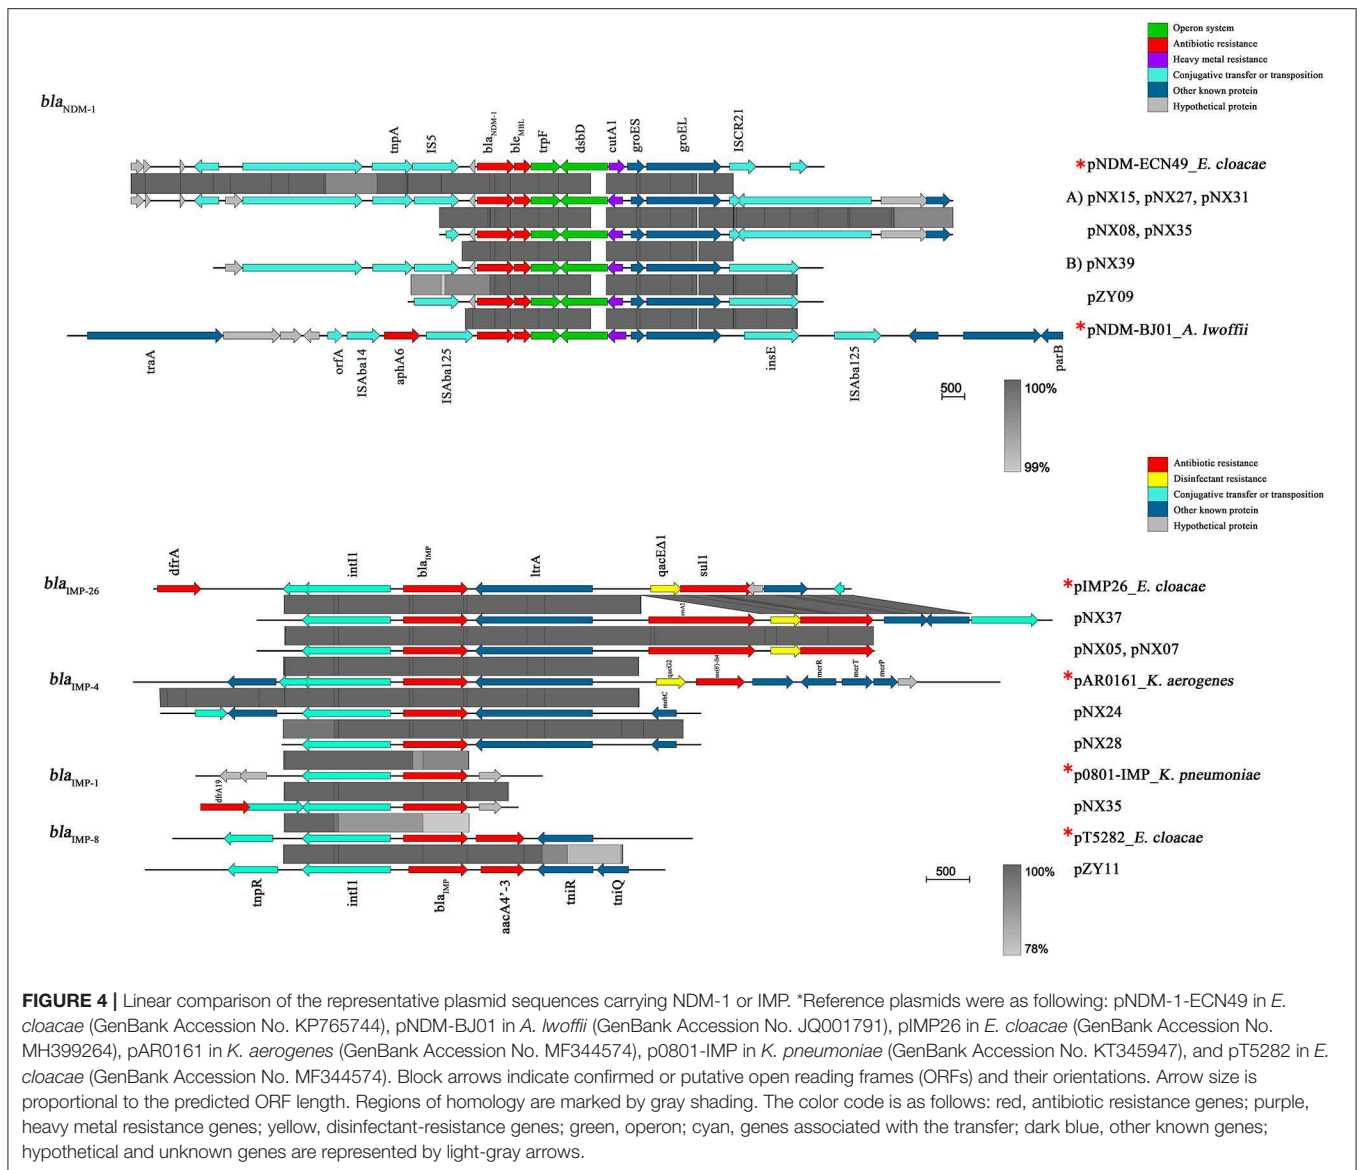 Operon system
Antibiotic resistance
Heavy metal resistance
Conjugative transfer or transposition
Other known protein
Hypothetical protein
blaNDM-1
tnpA
IS5
blaNDM-1
bleMBL
trpF
dsbD
cutA1
groES
groEL
ISCR21
*pNDM-ECN49_E. cloacae
A) pNX15, pNX27, pNX31
pNX08, pNX35
B) pNX39
pZY09
*pNDM-BJ01_A. lwoffii
traA
orfA
ISAba14
aphA6
ISAba125
insE
ISAba125
parB
500
100%
99%
Antibiotic resistance
Disinfectant resistance
Conjugative transfer or transposition
Other known protein
Hypothetical protein
dfrA
intI1
blaIMP
ltrA
qacEΔ1
sul1
blaIMP-26
*pIMP26_E. cloacae
pNX37
pNX05, pNX07
qacG2
merR
merT
merP
blaIMP-4
*pAR0161_K. aerogenes
mobC
pNX24
pNX28
blaIMP-1
*p0801-IMP_K. pneumoniae
dfrA19
pNX35
blaIMP-8
*pT5282_E. cloacae
pZY11
tnpR
intI1
blaIMP
aacA4'-3
tniR
tniQ
500
100%
78%
FIGURE 4 | Linear comparison of the representative plasmid sequences carrying NDM-1 or IMP. *Reference plasmids were as following: pNDM-1-ECN49 in E.
cloacae (GenBank Accession No. KP765744), pNDM-BJ01 in A. lwoffii (GenBank Accession No. JQ001791), pIMP26 in E. cloacae (GenBank Accession No.
MH399264), pAR0161 in K. aerogenes (GenBank Accession No. MF344574), p0801-IMP in K. pneumoniae (GenBank Accession No. KT345947), and pT5282 in E.
cloacae (GenBank Accession No. MF344574). Block arrows indicate confirmed or putative open reading frames (ORFs) and their orientations. Arrow size is
proportional to the predicted ORF length. Regions of homology are marked by gray shading. The color code is as follows: red, antibiotic resistance genes; purple,
heavy metal resistance genes; yellow, disinfectant-resistance genes; green, operon; cyan, genes associated with the transfer; dark blue, other known genes;
hypothetical and unknown genes are represented by light-gray arrows.